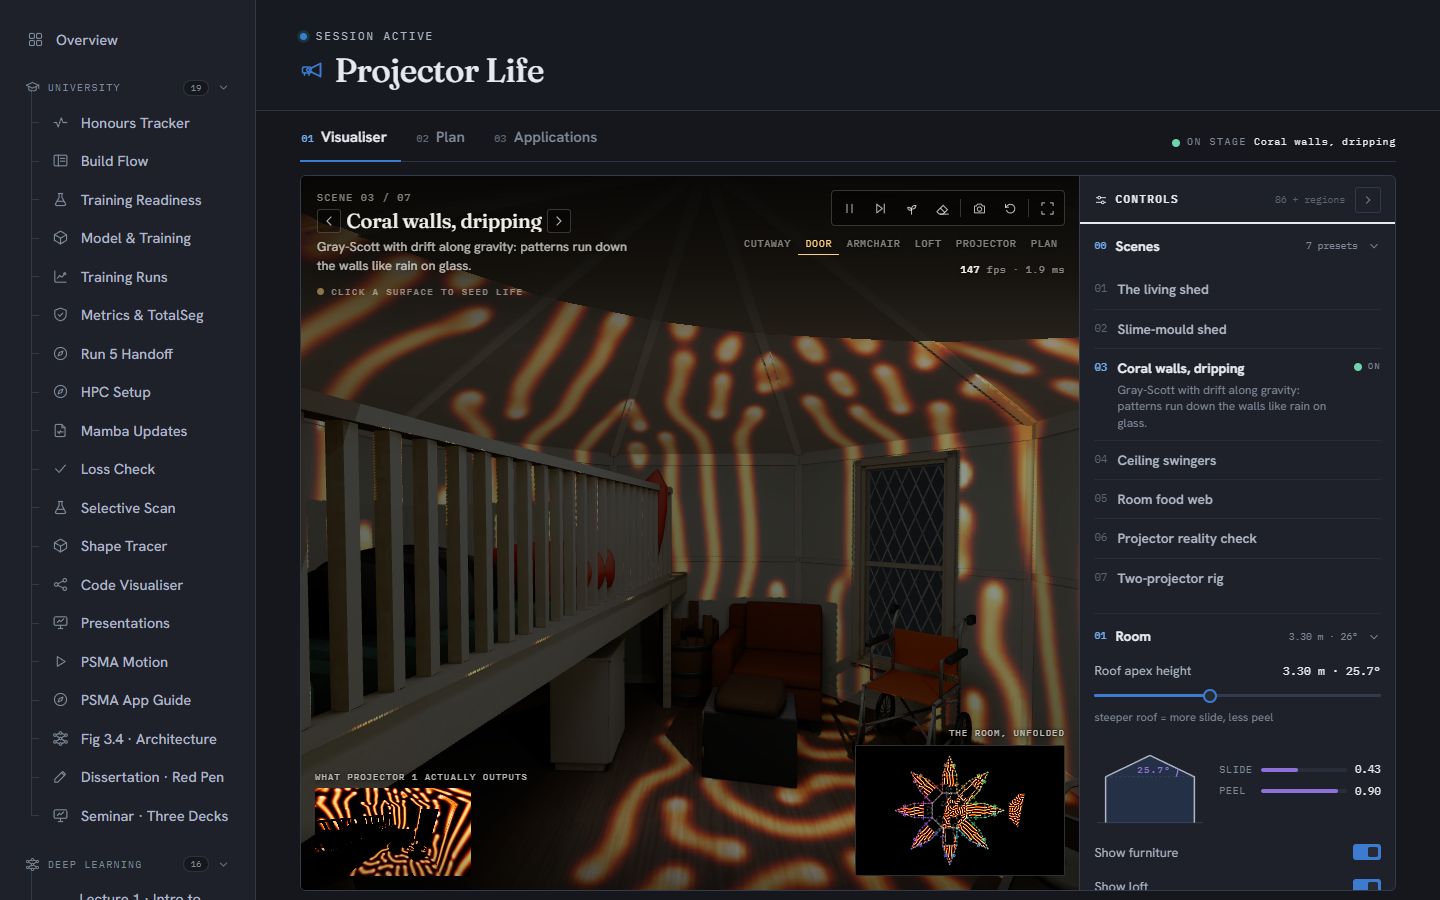 Overview
UNIVERSITY
19
Honours Tracker
Build Flow
Training Readiness
Model & Training
Training Runs
Metrics & TotalSeg
Run 5 Handoff
HPC Setup
Mamba Updates
Loss Check
Selective Scan
Shape Tracer
Code Visualiser
Presentations
PSMA Motion
PSMA App Guide
Fig 3.4 · Architecture
Dissertation · Red Pen
Seminar · Three Decks
DEEP LEARNING
16
Lecture 1 · Intro to
SESSION ACTIVE
Projector Life
01 Visualiser
02 Plan
03 Applications
ON STAGE Coral walls, dripping
SCENE 03 / 07
Coral walls, dripping
Gray-Scott with drift along gravity: patterns run down
the walls like rain on glass.
CLICK A SURFACE TO SEED LIFE
CUTAWAY DOOR ARMCHAIR LOFT PROJECTOR PLAN
147 fps · 1.9 ms
WHAT PROJECTOR 1 ACTUALLY OUTPUTS
THE ROOM, UNFOLDED
CONTROLS
86 + regions
00 Scenes
7 presets
01 The living shed
02 Slime-mould shed
03 Coral walls, dripping
ON
Gray-Scott with drift along gravity:
patterns run down the walls like rain on
glass.
04 Ceiling swingers
05 Room food web
06 Projector reality check
07 Two-projector rig
01 Room
3.30 m · 26°
Roof apex height
3.30 m · 25.7°
steeper roof = more slide, less peel
25.7°
SLIDE 0.43
PEEL 0.90
Show furniture
Show loft